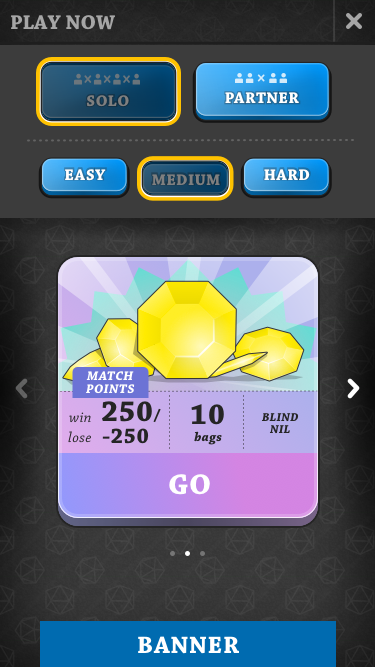 PLAY NOW
SOLO
PARTNER
EASY
MEDIUM
HARD
MATCH
POINTS
win 250/
lose -250
10
bags
BLIND
NIL
GO
BANNER